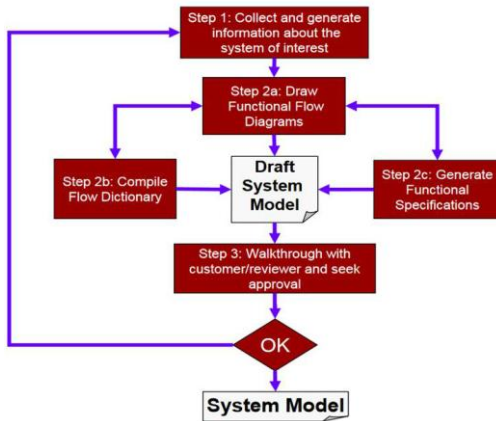 Step 1: Collect and generate
information about the
system of interest
Step 2a: Draw
Functional Flow
Diagrams
Step 2b: Compile
Flow Dictionary
Draft
System
Model
Step 2c: Generate
Functional
Specifications
Step 3: Walkthrough with
customer/reviewer and seek
approval
OK
System Model